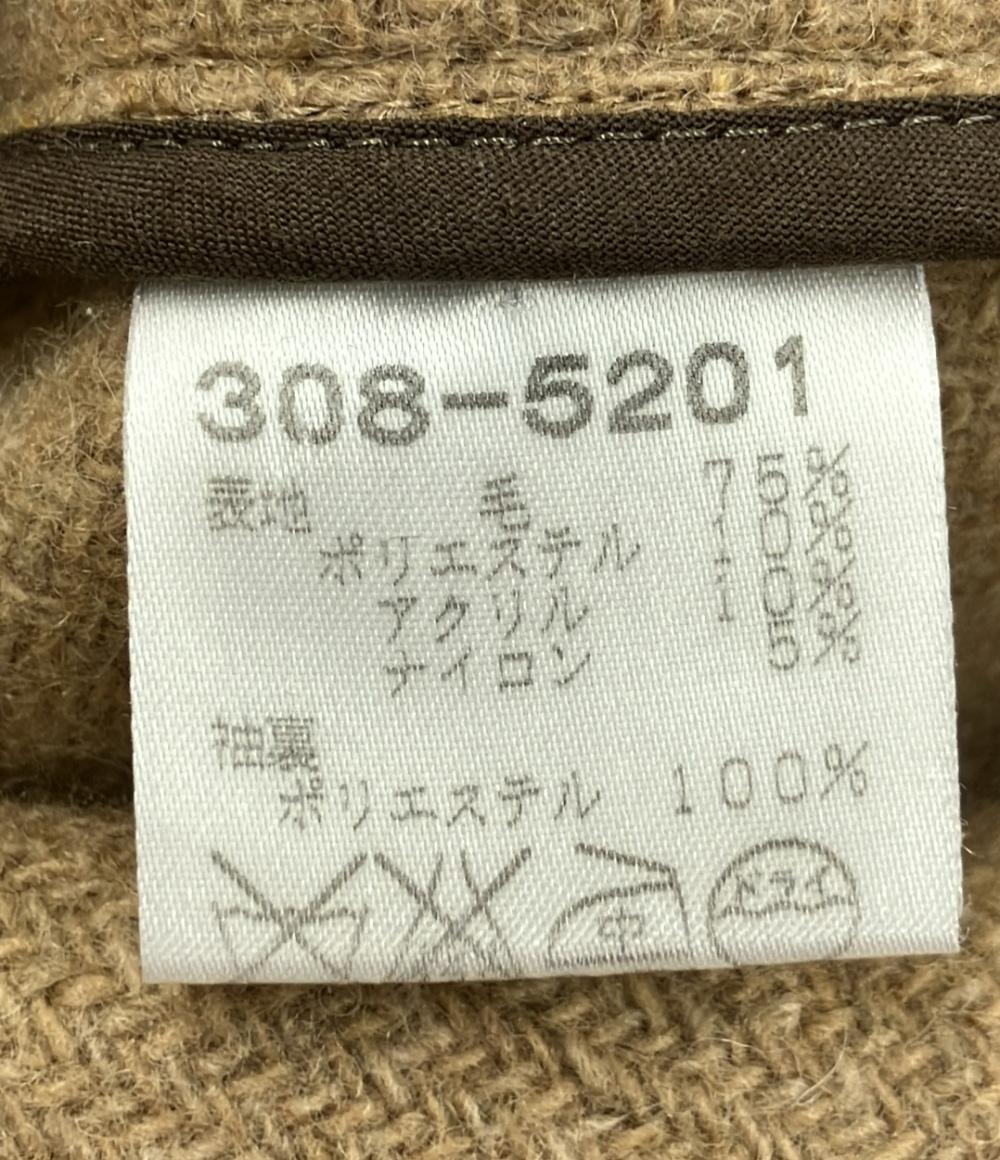 308-5201
表地 毛 75%
ポリエステル 10%
アクリル 10%
ナイロン 5%
袖裏
ポリエステル 100%
中 ドライ